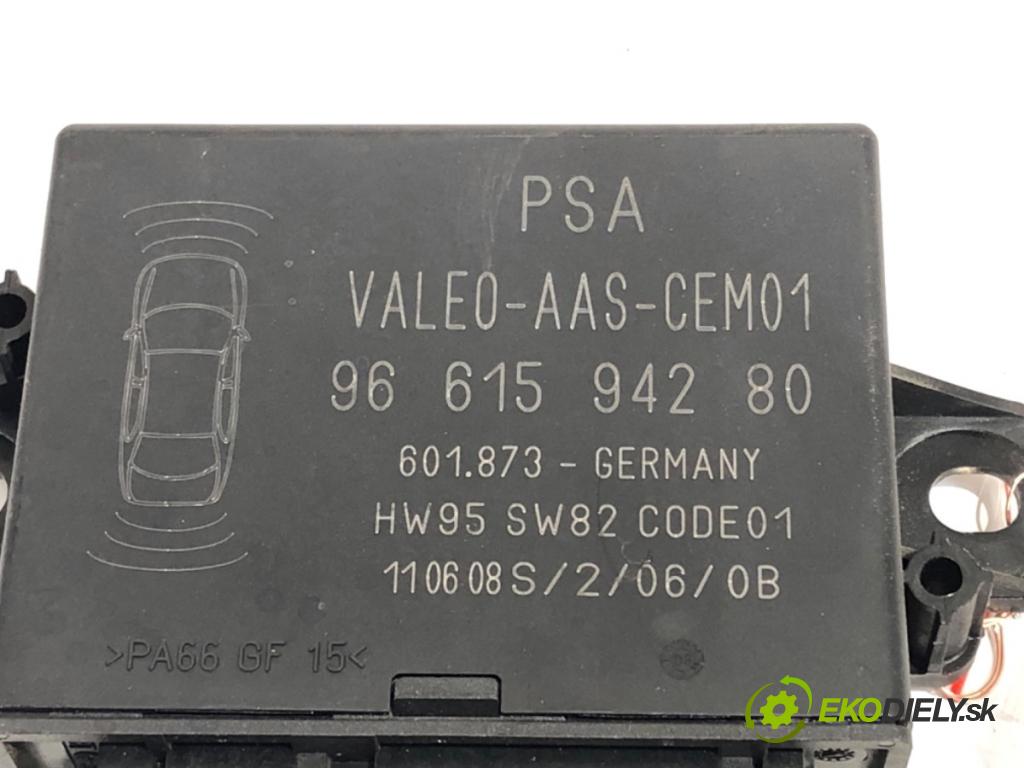 PSA
VALEO-AAS-CEM01
96 615 942 80
601.873 - GERMANY
HW95 SW82 CODE01
110608S/2/06/0B
>PA66 GF 15<
EKODIELY.sk